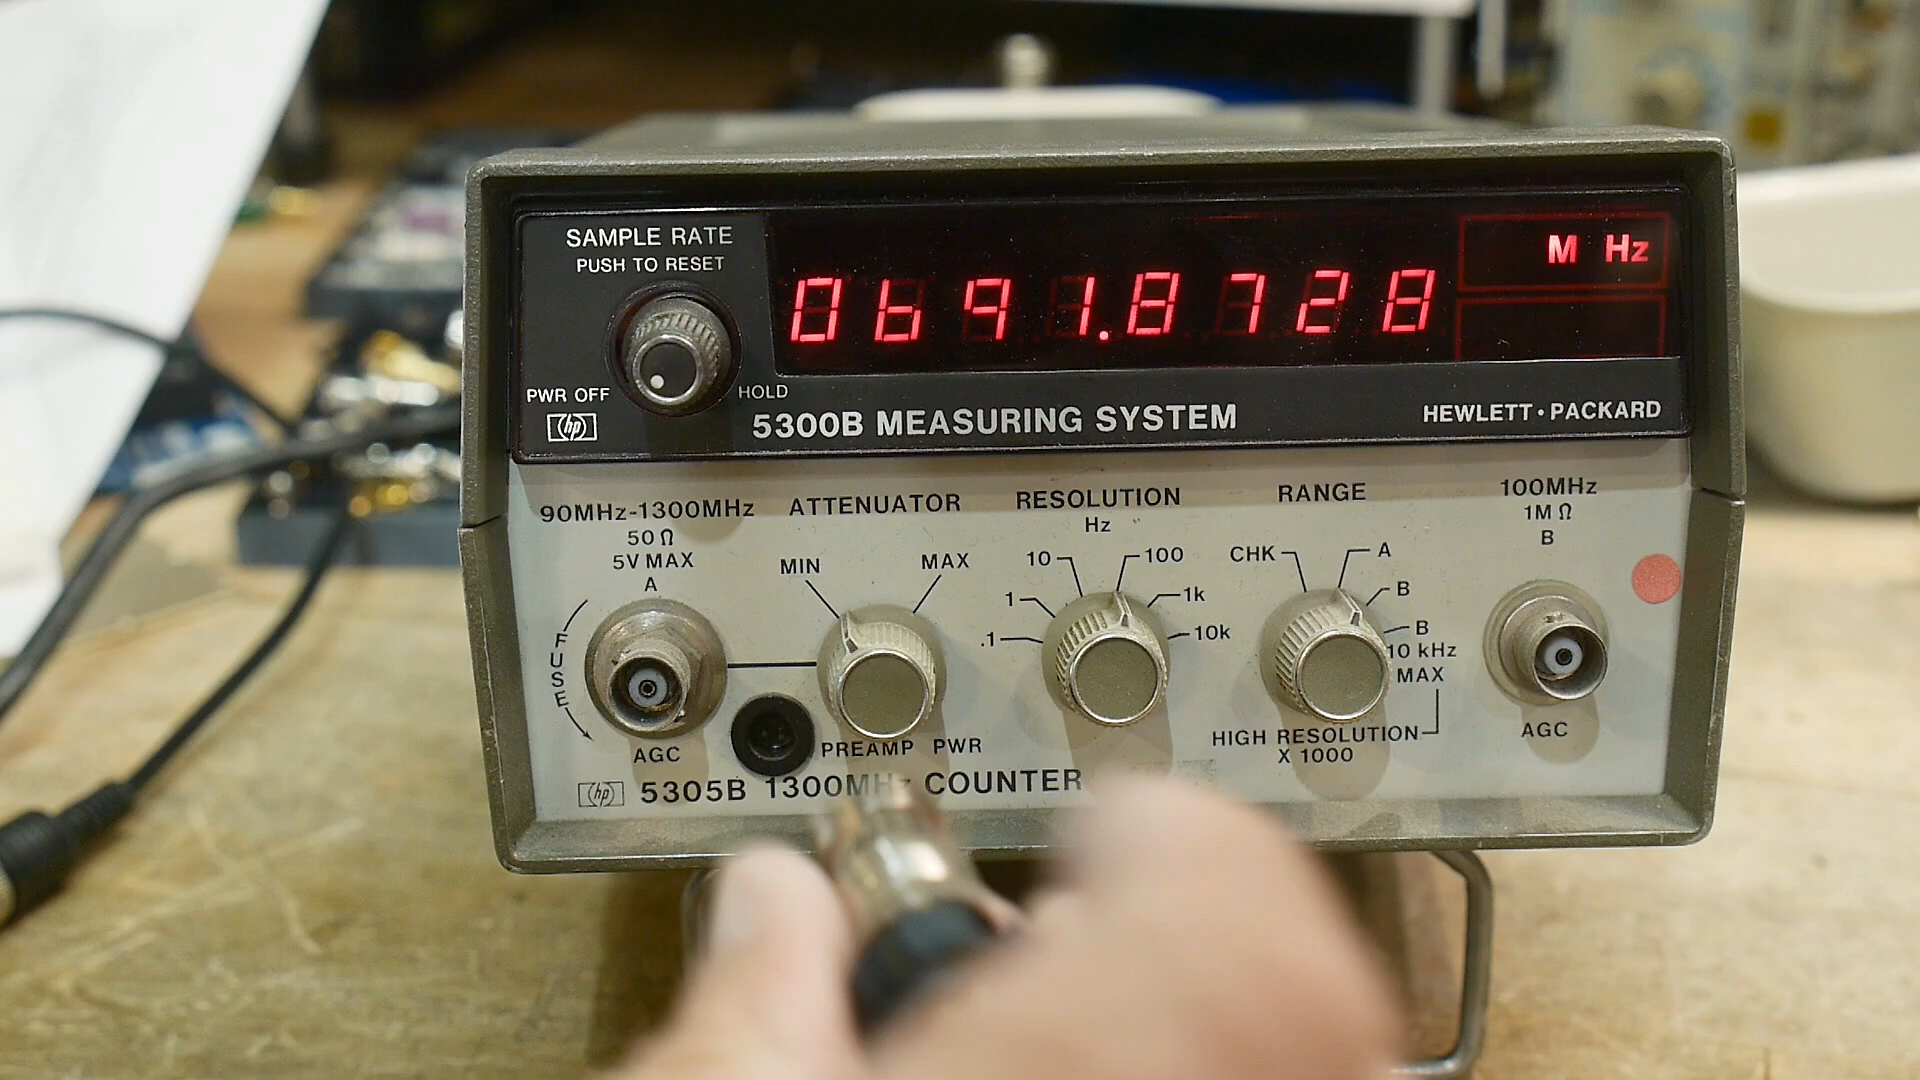 SAMPLE RATE
PUSH TO RESET
0691.8728
M Hz
PWR OFF
HOLD
hp
5300B MEASURING SYSTEM
HEWLETT • PACKARD
90MHz-1300MHz
50 Ω
5V MAX
A
FUSE
AGC
ATTENUATOR
MIN
MAX
PREAMP PWR
RESOLUTION
Hz
.1
1
10
100
1k
10k
RANGE
CHK
A
B
B
10 kHz
MAX
HIGH RESOLUTION
X 1000
100MHz
1M Ω
B
AGC
hp
5305B 1300MHz COUNTER